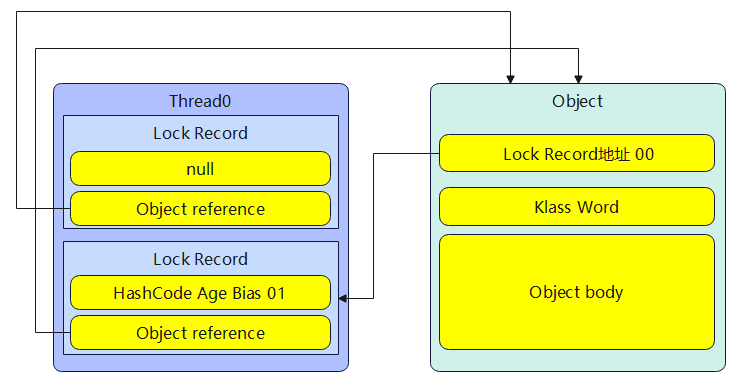 Thread0
Lock Record
null
Object reference
Lock Record
HashCode Age Bias 01
Object reference
Object
Lock Record地址 00
Klass Word
Object body